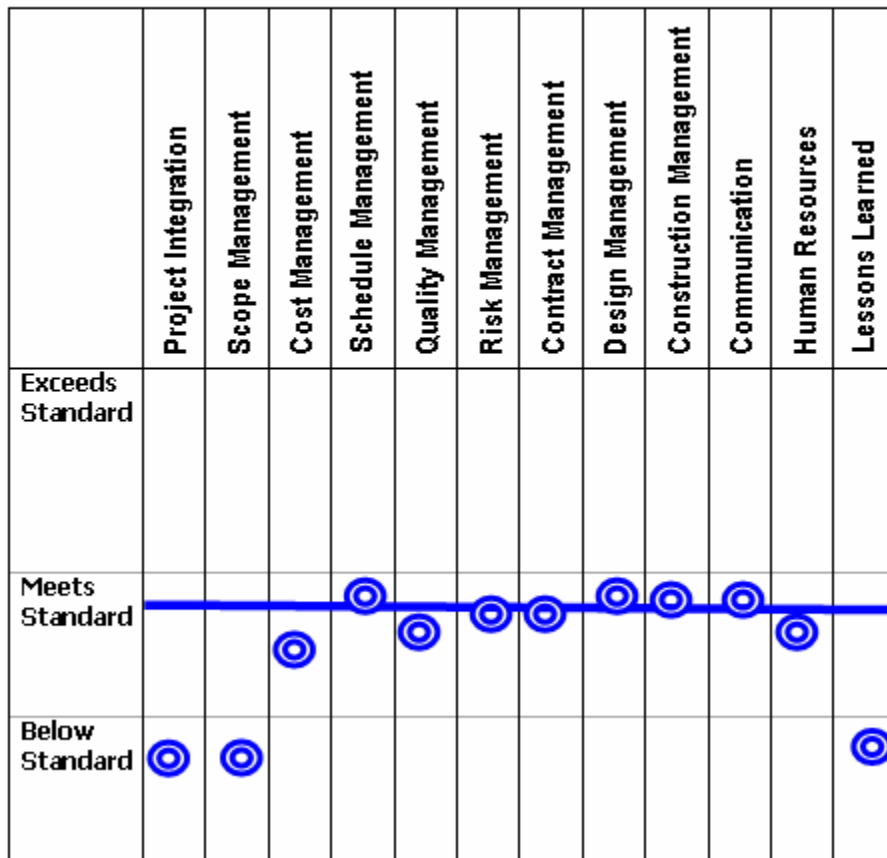 Project Integration
Scope Management
Cost Management
Schedule Management
Quality Management
Risk Management
Contract Management
Design Management
Construction Management
Communication
Human Resources
Lessons Learned
Exceeds
Standard
Meets
Standard
Below
Standard